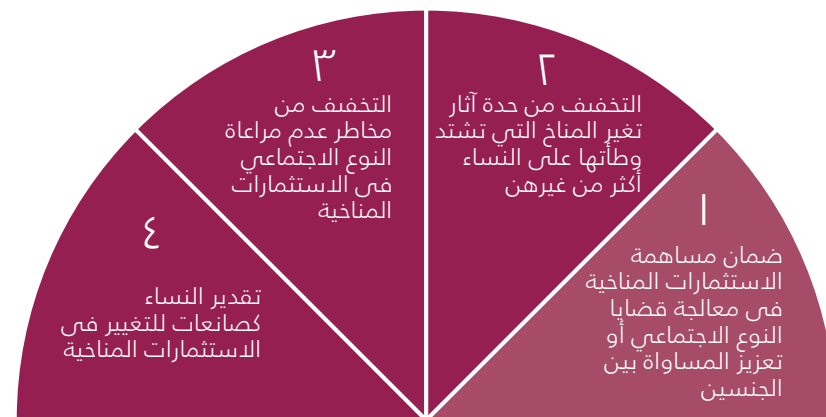 ١
ضمان مساهمة
الاستثمارات المناخية
في معالجة قضايا
النوع الاجتماعي أو
تعزيز المساواة بين
الجنسين
٢
التخفيف من حدة آثار
تغير المناخ التي تشتد
وطأتها على النساء
أكثر من غيرهن
٣
التخفيف من
مخاطر عدم مراعاة
النوع الاجتماعي
في الاستثمارات
المناخية
٤
تقدير النساء
كصانعات للتغيير في
الاستثمارات المناخية